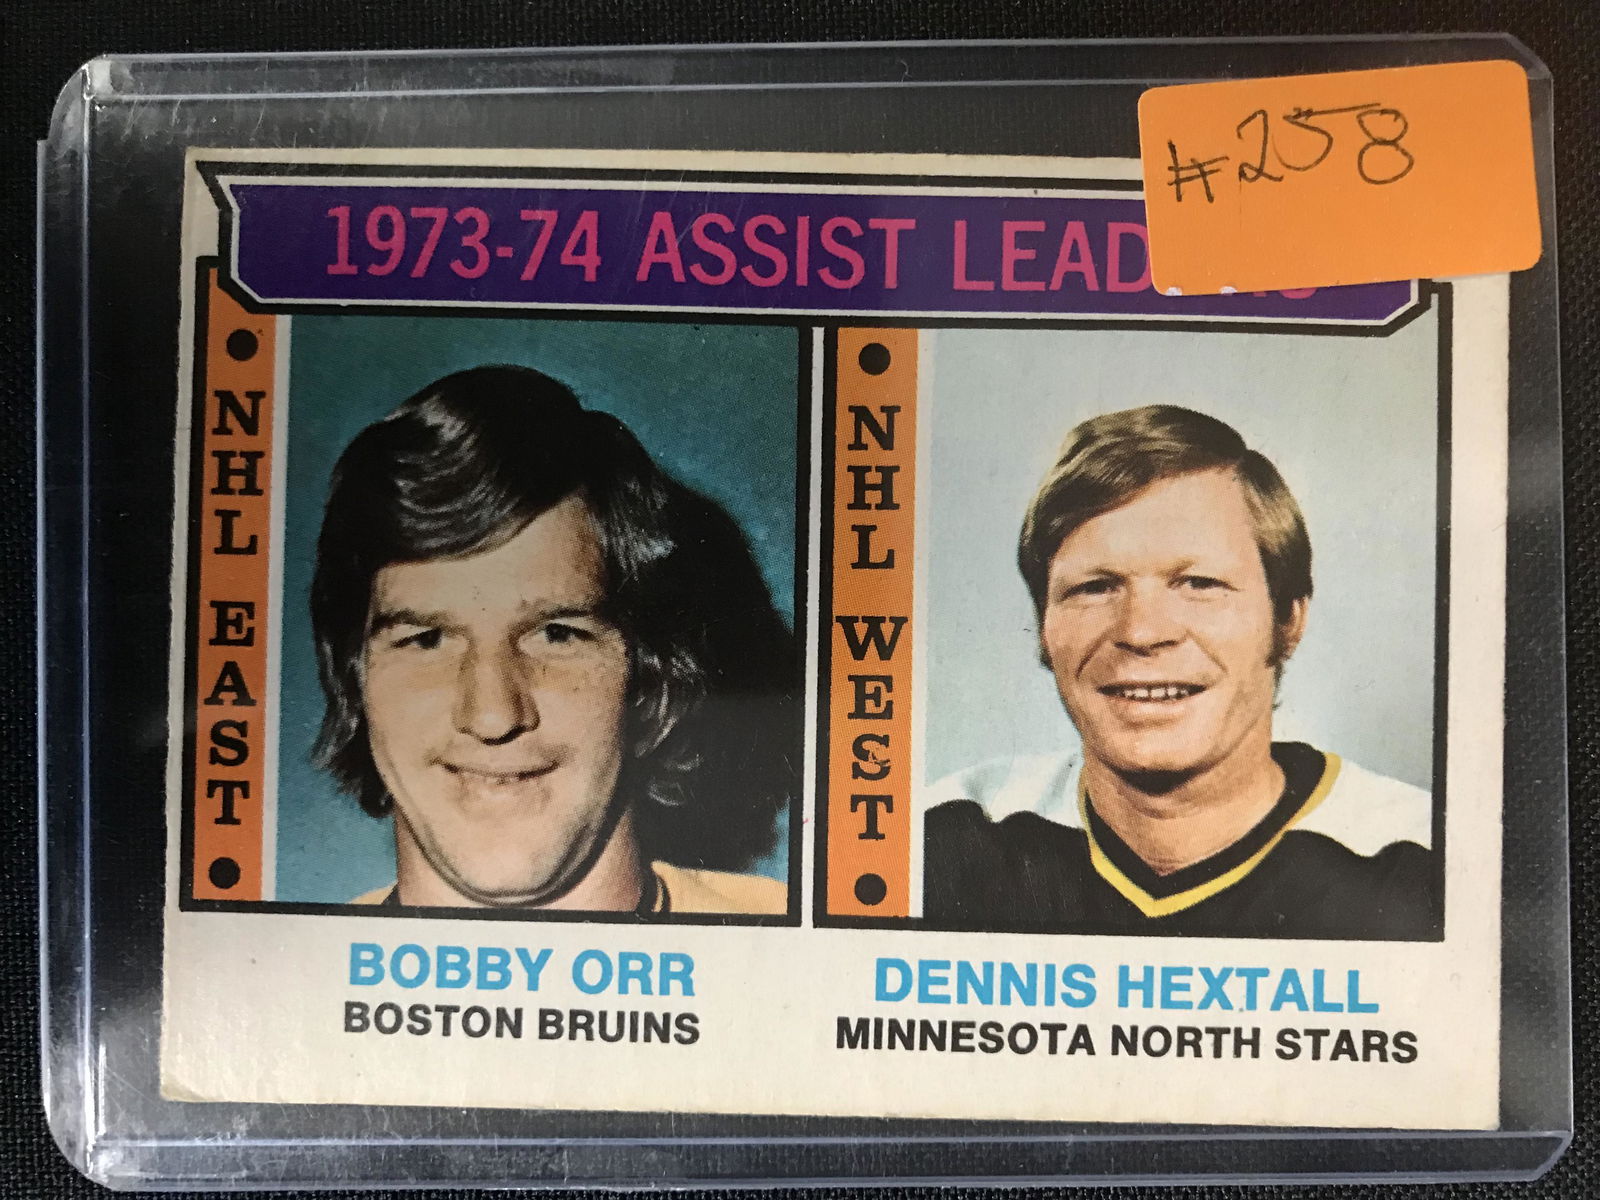 #258
1973-74 ASSIST LEAD
NHL EAST
NHL WEST
BOBBY ORR
BOSTON BRUINS
DENNIS HEXTALL
MINNESOTA NORTH STARS